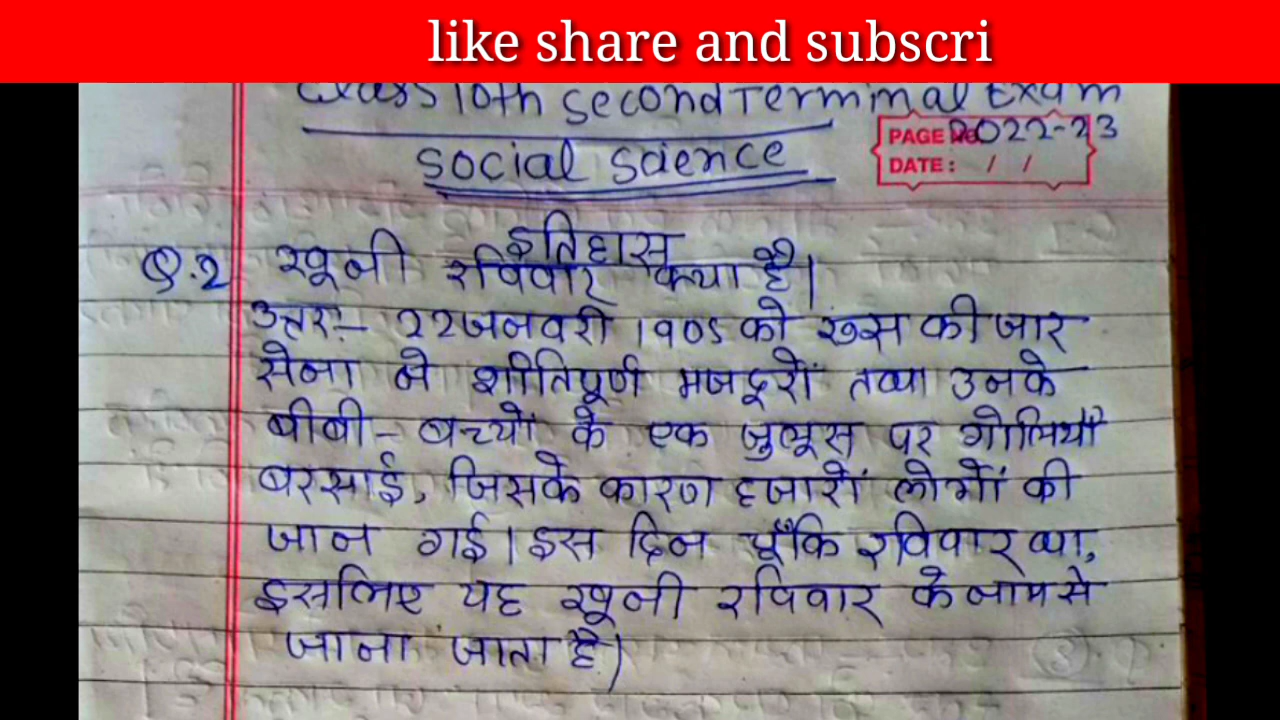 like share and subscri
Class 10th Second Terminal Exam
2022-23
PAGE No.
DATE: / /
Social Science
इतिहास
Q.2 खूनी रविवार क्या है।
उत्तर:- 22 जनवरी 1905 को रूस की जार
सेना ने शांतिपूर्ण मजदूरों तथा उनके
बीबी- बच्चों के एक जुलूस पर गोलियाँ
बरसाई, जिसके कारण हजारों लोगों की
जान गई। इस दिन चूँकि रविवार था,
इसलिए यह खूनी रविवार के नाम से
जाना जाता है।